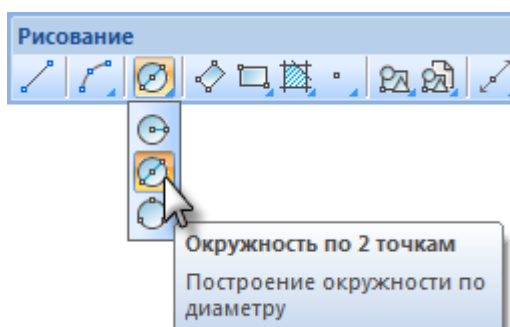 Рисование
Окружность по 2 точкам
Построение окружности по
диаметру